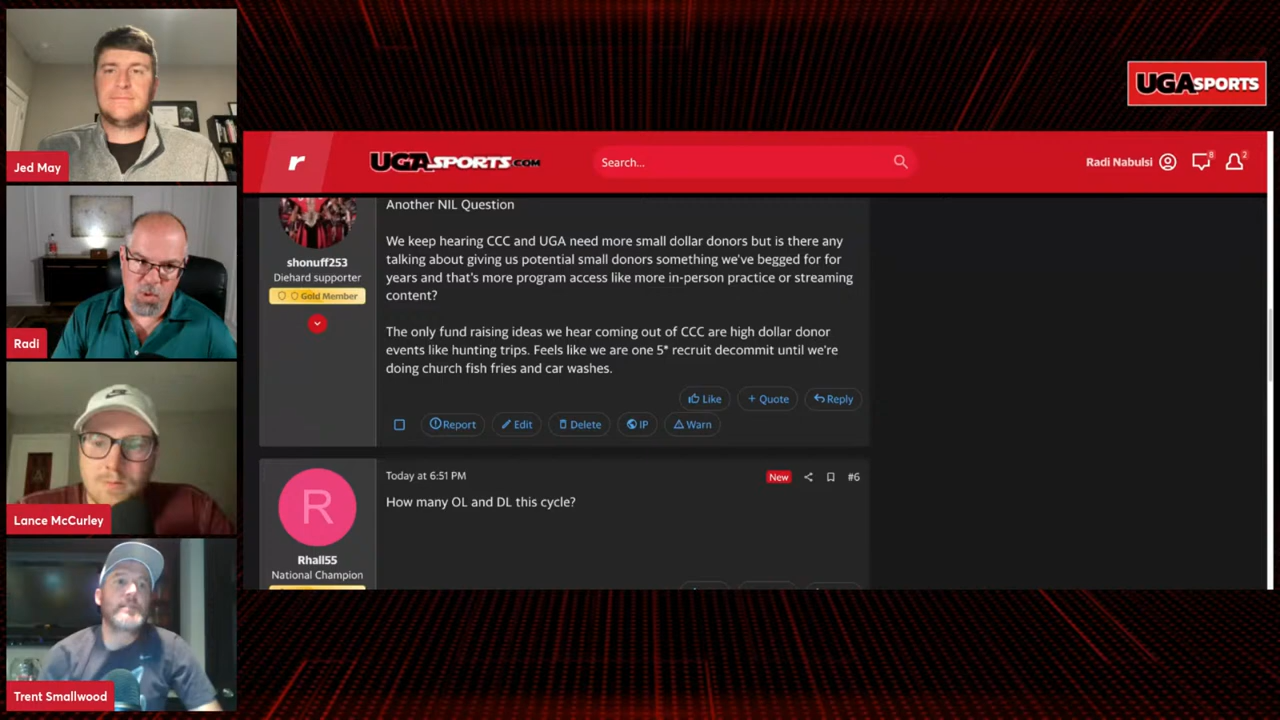 Jed May
Radi
Lance McCurley
Trent Smallwood
UGASPORTS
r
UGASPORTS.COM
Search...
Radi Nabulsi
8
2
shonuff253
Diehard supporter
Gold Member
Another NIL Question
We keep hearing CCC and UGA need more small dollar donors but is there any
talking about giving us potential small donors something we've begged for for
years and that's more program access like more in-person practice or streaming
content?
The only fund raising ideas we hear coming out of CCC are high dollar donor
events like hunting trips. Feels like we are one 5* recruit decommit until we're
doing church fish fries and car washes.
Like + Quote Reply
Report Edit Delete IP Warn
R
Rhall55
National Champion
Today at 6:51 PM
New #6
How many OL and DL this cycle?